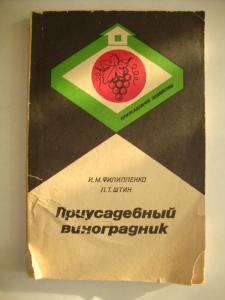 ПРИУСАДЕБНОЕ ХОЗЯЙСТВО
И.М.ФИЛИППЕНКО
Л.Т.ШТИН
Приусадебный
виноградник